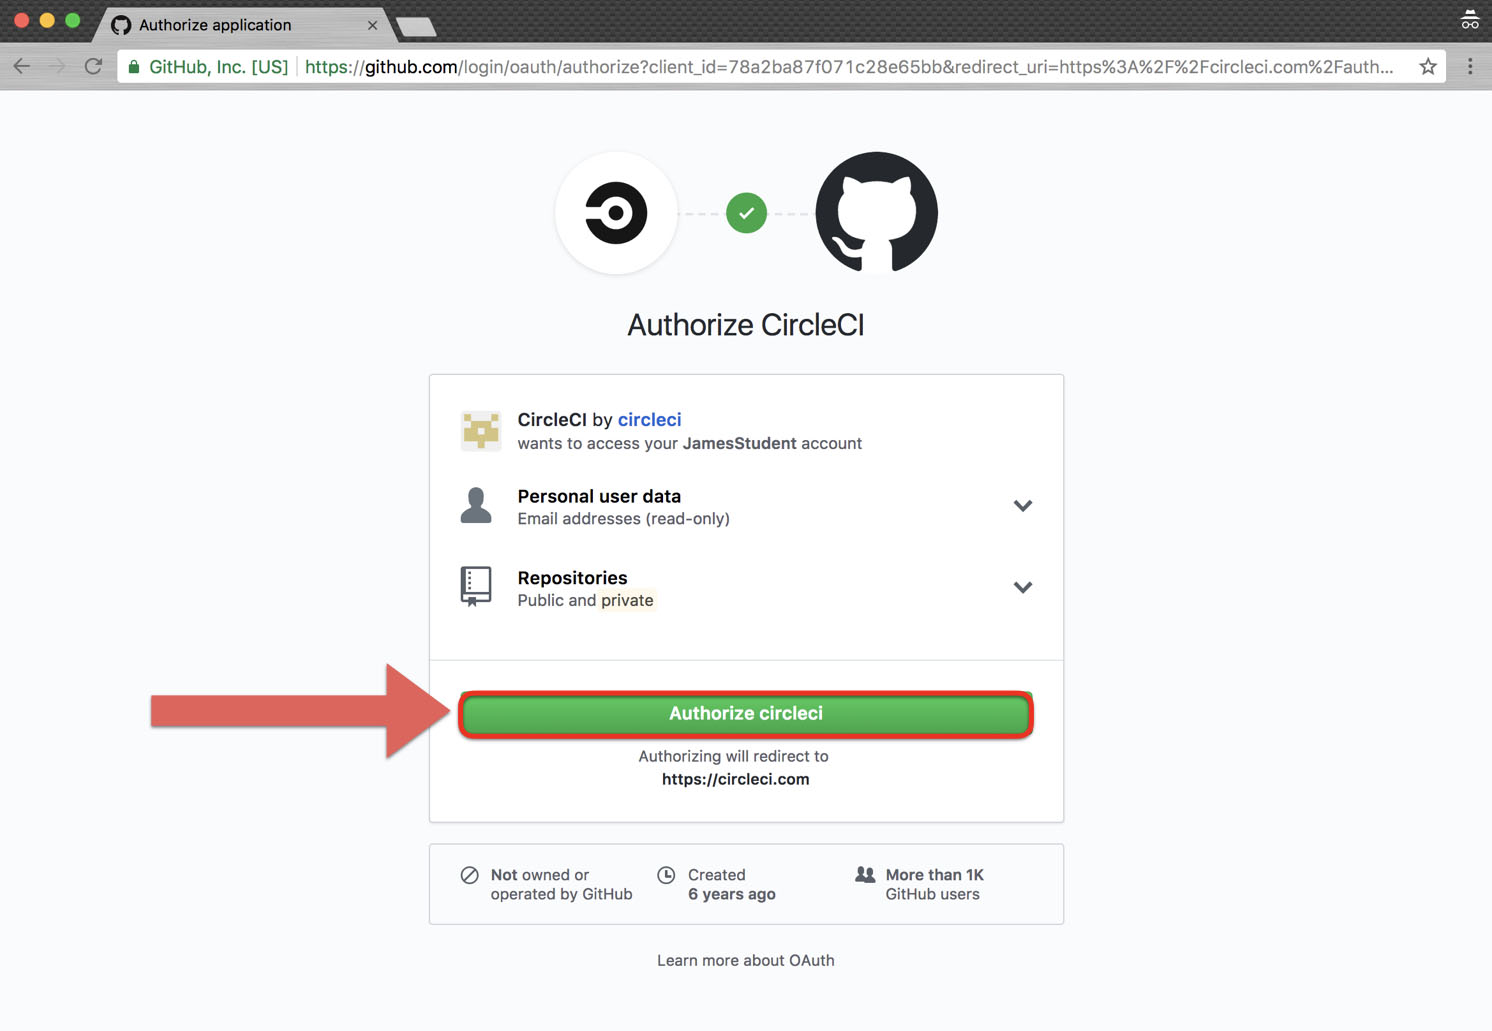 Authorize application
GitHub, Inc. [US] https://github.com/login/oauth/authorize?client_id=78a2ba87f071c28e65bb&redirect_uri=https%3A%2F%2Fcircleci.com%2Fauth...
Authorize CircleCI
CircleCI by circleci
wants to access your JamesStudent account
Personal user data
Email addresses (read-only)
Repositories
Public and private
Authorize circleci
Authorizing will redirect to
https://circleci.com
Not owned or
operated by GitHub
Created
6 years ago
More than 1K
GitHub users
Learn more about OAuth